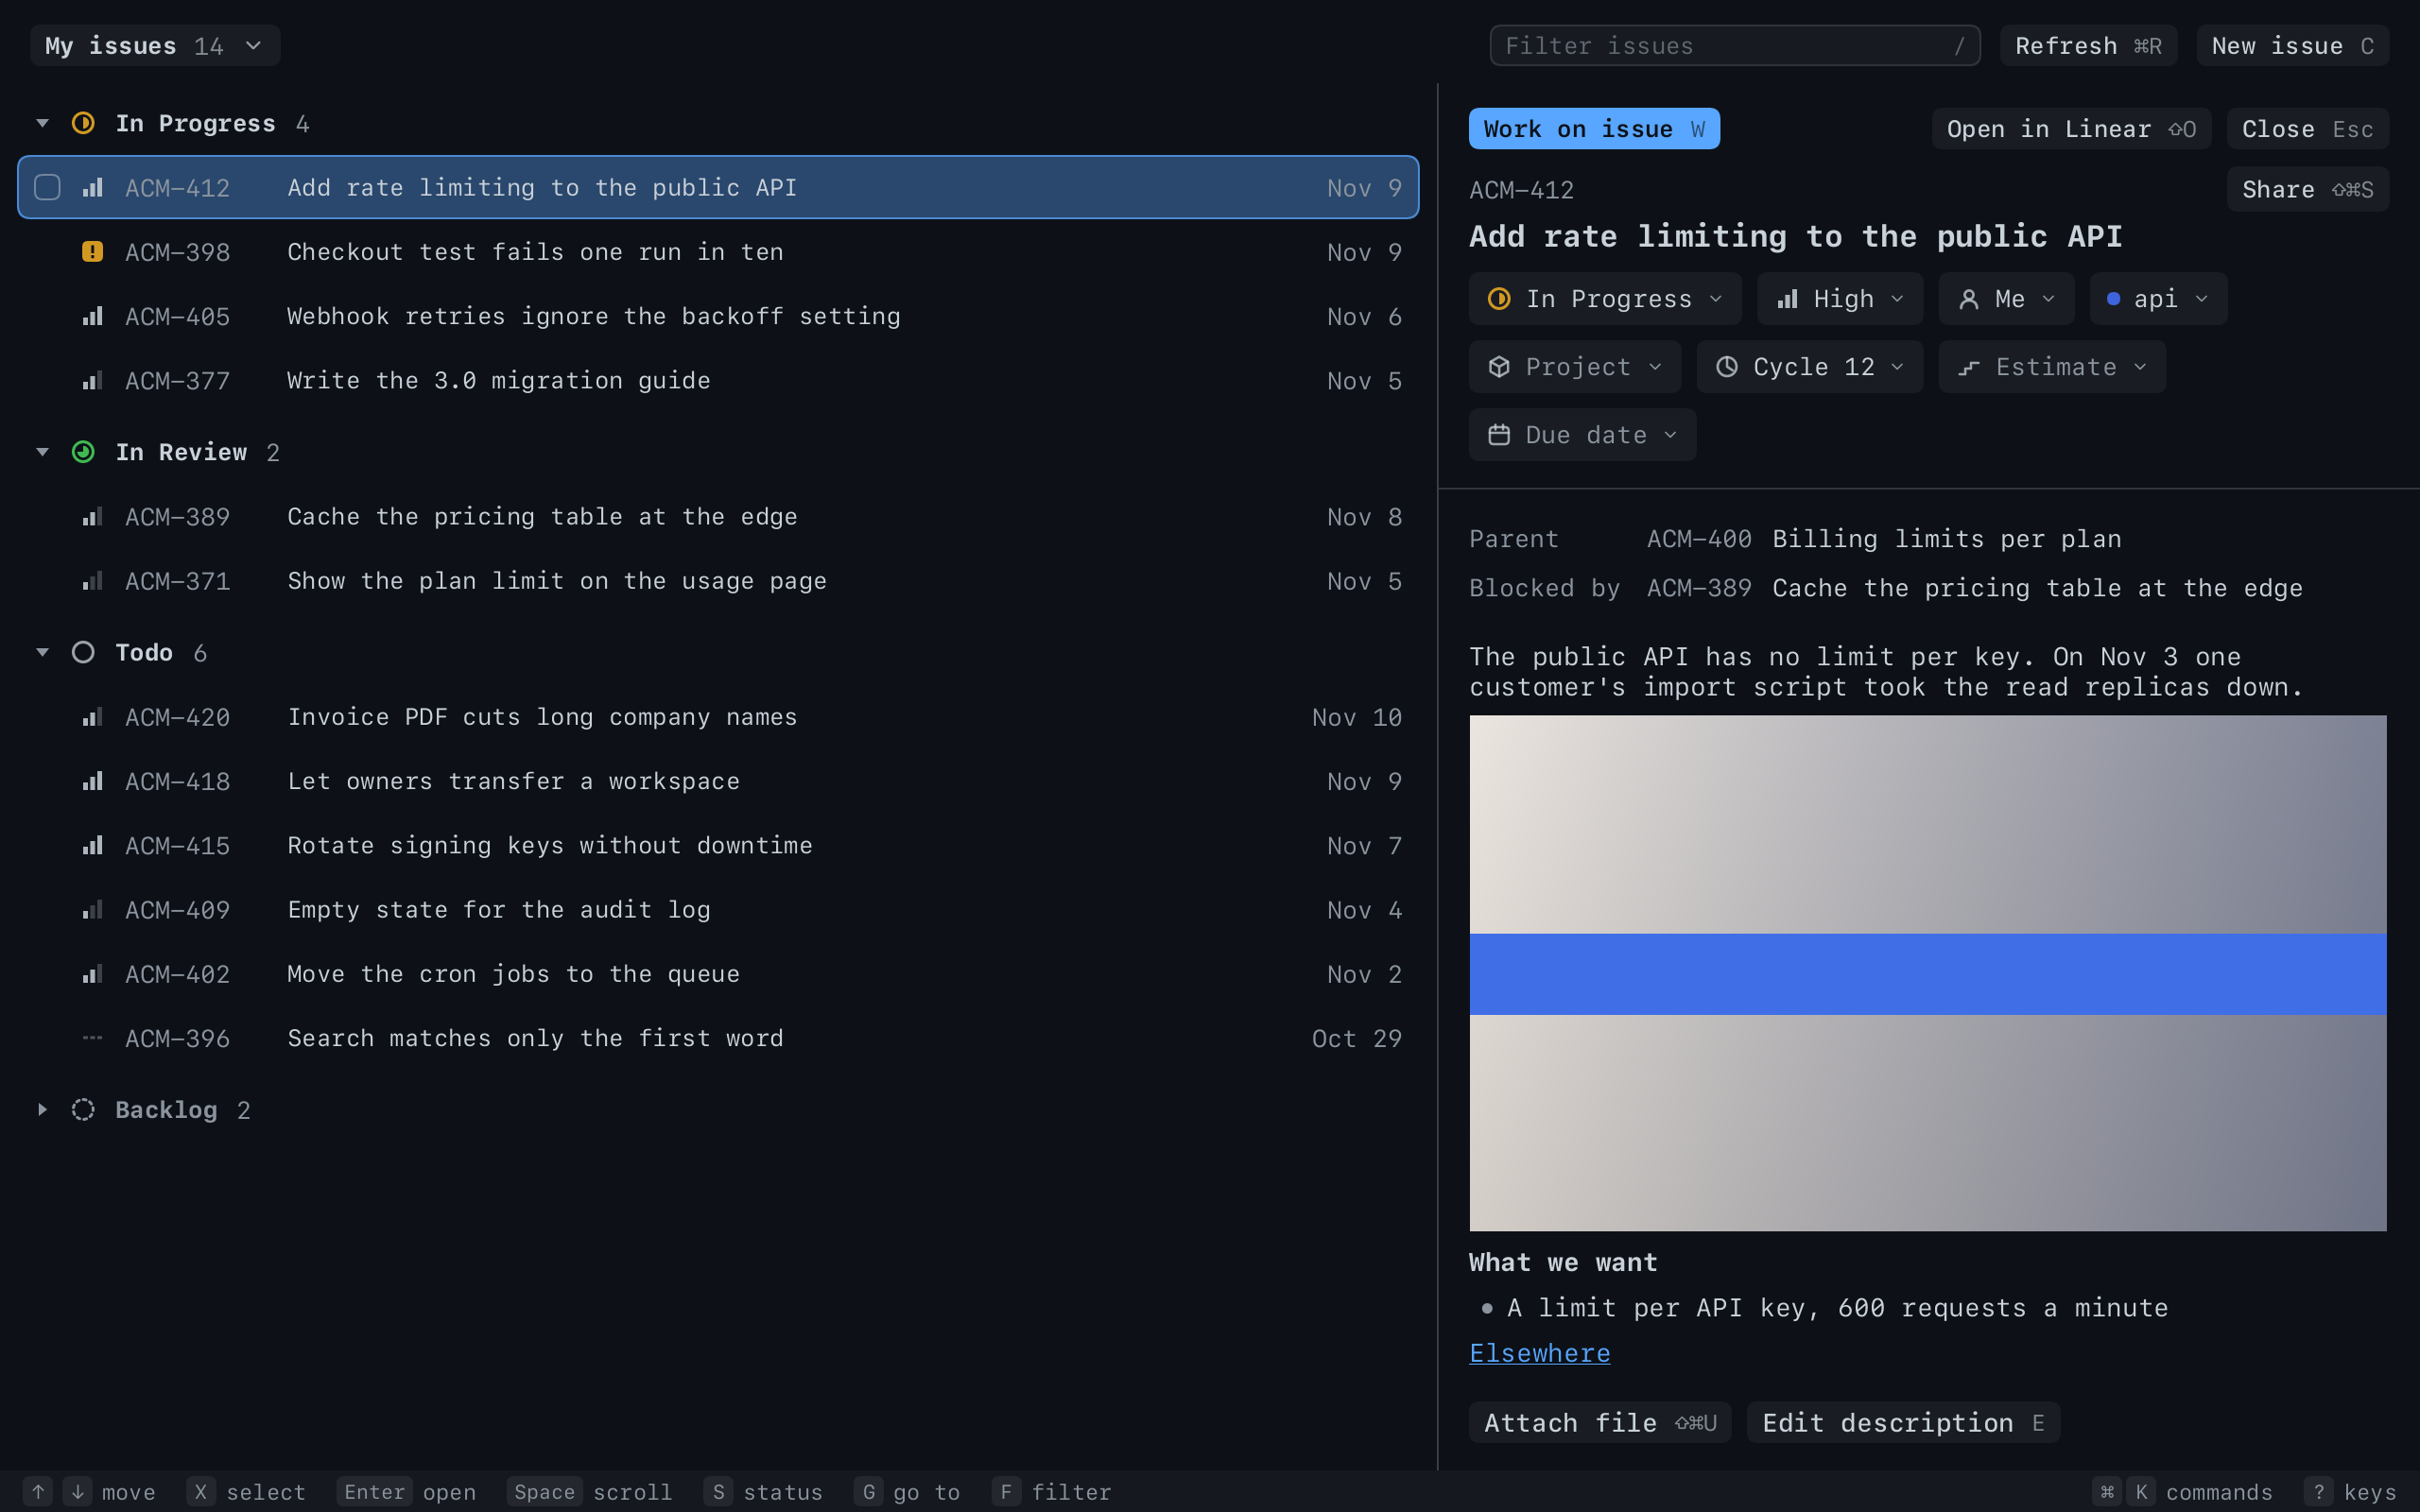 My issues 14
Filter issues /
Refresh ⌘R
New issue C
In Progress 4
ACM-412 Add rate limiting to the public API Nov 9
ACM-398 Checkout test fails one run in ten Nov 9
ACM-405 Webhook retries ignore the backoff setting Nov 6
ACM-377 Write the 3.0 migration guide Nov 5
In Review 2
ACM-389 Cache the pricing table at the edge Nov 8
ACM-371 Show the plan limit on the usage page Nov 5
Todo 6
ACM-420 Invoice PDF cuts long company names Nov 10
ACM-418 Let owners transfer a workspace Nov 9
ACM-415 Rotate signing keys without downtime Nov 7
ACM-409 Empty state for the audit log Nov 4
ACM-402 Move the cron jobs to the queue Nov 2
ACM-396 Search matches only the first word Oct 29
Backlog 2
Work on issue W
Open in Linear ⇧O
Close Esc
ACM-412
Share ⇧⌘S
Add rate limiting to the public API
In Progress High Me api
Project Cycle 12 Estimate
Due date
Parent ACM-400 Billing limits per plan
Blocked by ACM-389 Cache the pricing table at the edge
The public API has no limit per key. On Nov 3 one
customer's import script took the read replicas down.
What we want
• A limit per API key, 600 requests a minute
Elsewhere
Attach file ⇧⌘U
Edit description E
↑ ↓ move X select Enter open Space scroll S status G go to F filter
⌘ K commands ? keys